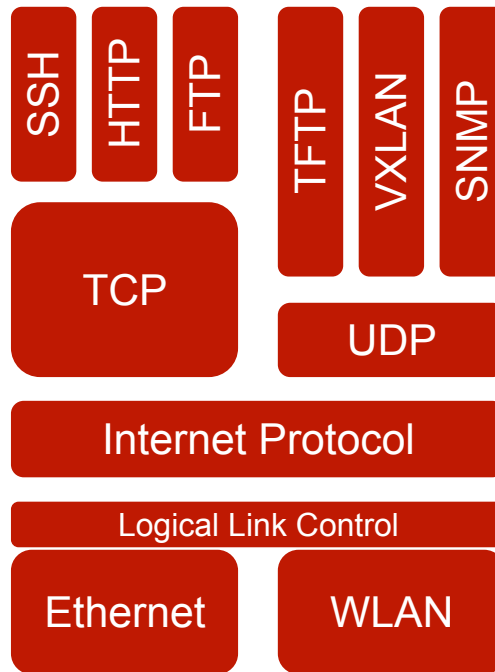 SSH
HTTP
FTP
TFTP
VXLAN
SNMP
TCP
UDP
Internet Protocol
Logical Link Control
Ethernet
WLAN